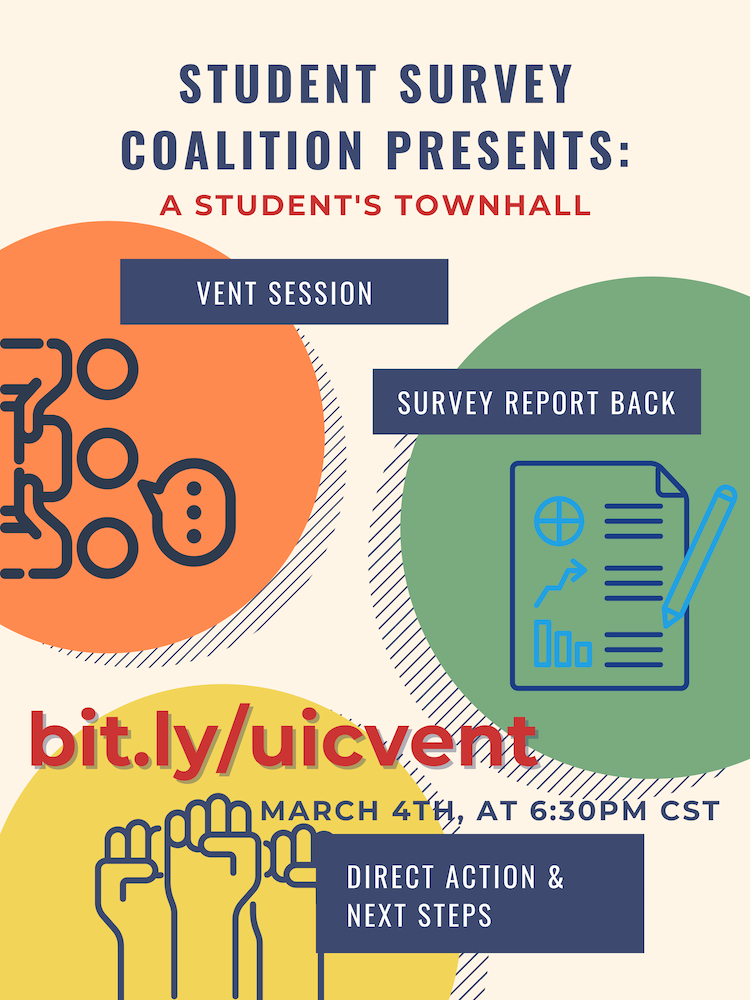 STUDENT SURVEY
COALITION PRESENTS:
A STUDENT'S TOWNHALL
VENT SESSION
SURVEY REPORT BACK
bit.ly/uicvent
MARCH 4TH, AT 6:30PM CST
DIRECT ACTION &
NEXT STEPS